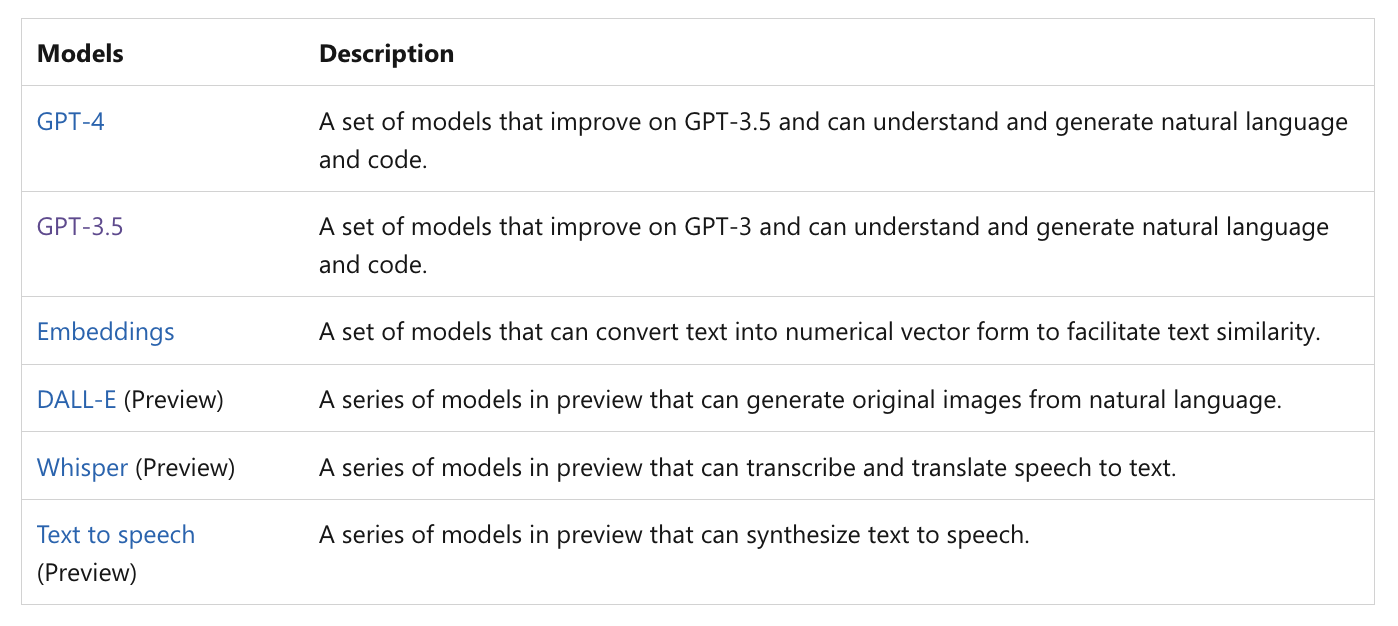 Models Description
GPT-4 A set of models that improve on GPT-3.5 and can understand and generate natural language
and code.
GPT-3.5 A set of models that improve on GPT-3 and can understand and generate natural language
and code.
Embeddings A set of models that can convert text into numerical vector form to facilitate text similarity.
DALL-E (Preview) A series of models in preview that can generate original images from natural language.
Whisper (Preview) A series of models in preview that can transcribe and translate speech to text.
Text to speech A series of models in preview that can synthesize text to speech.
(Preview)